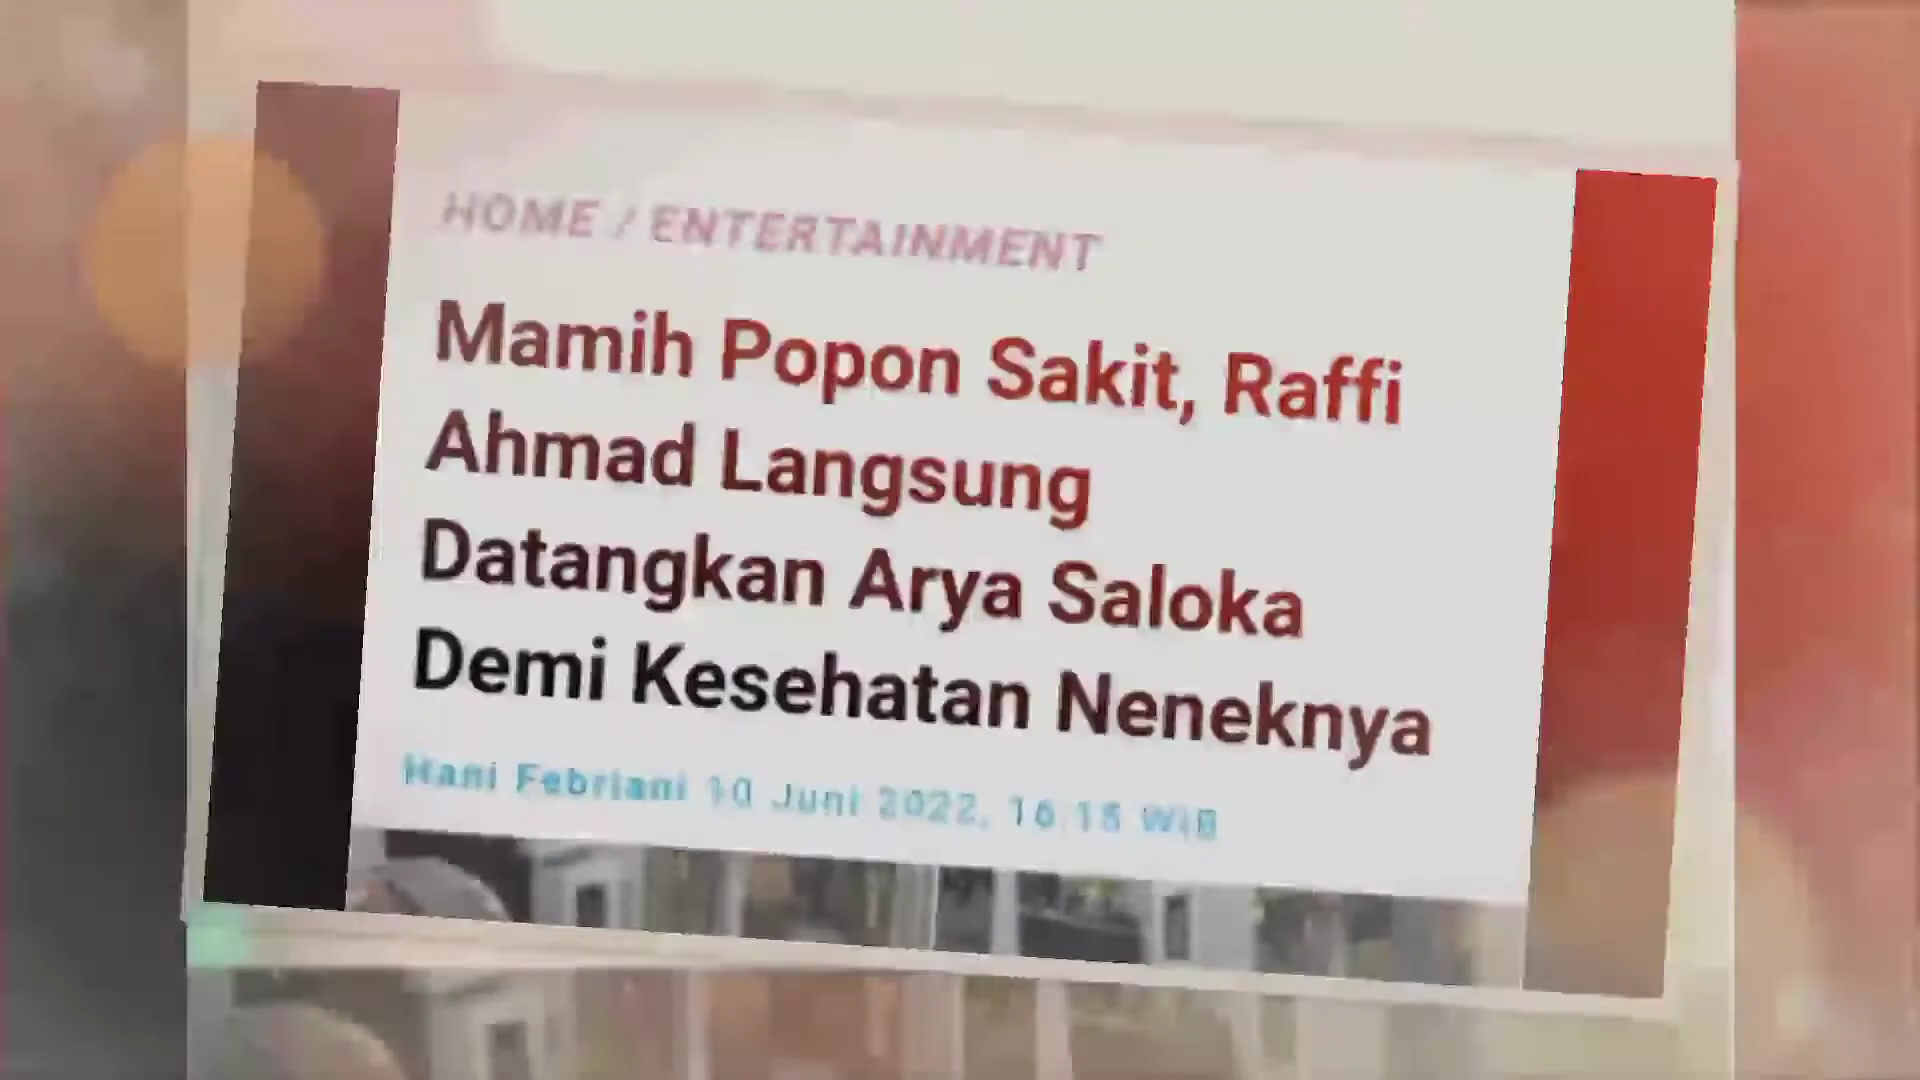 HOME / ENTERTAINMENT
Mamih Popon Sakit, Raffi
Ahmad Langsung
Datangkan Arya Saloka
Demi Kesehatan Neneknya
Hani Febriani 10 Juni 2022, 16:15 WIB